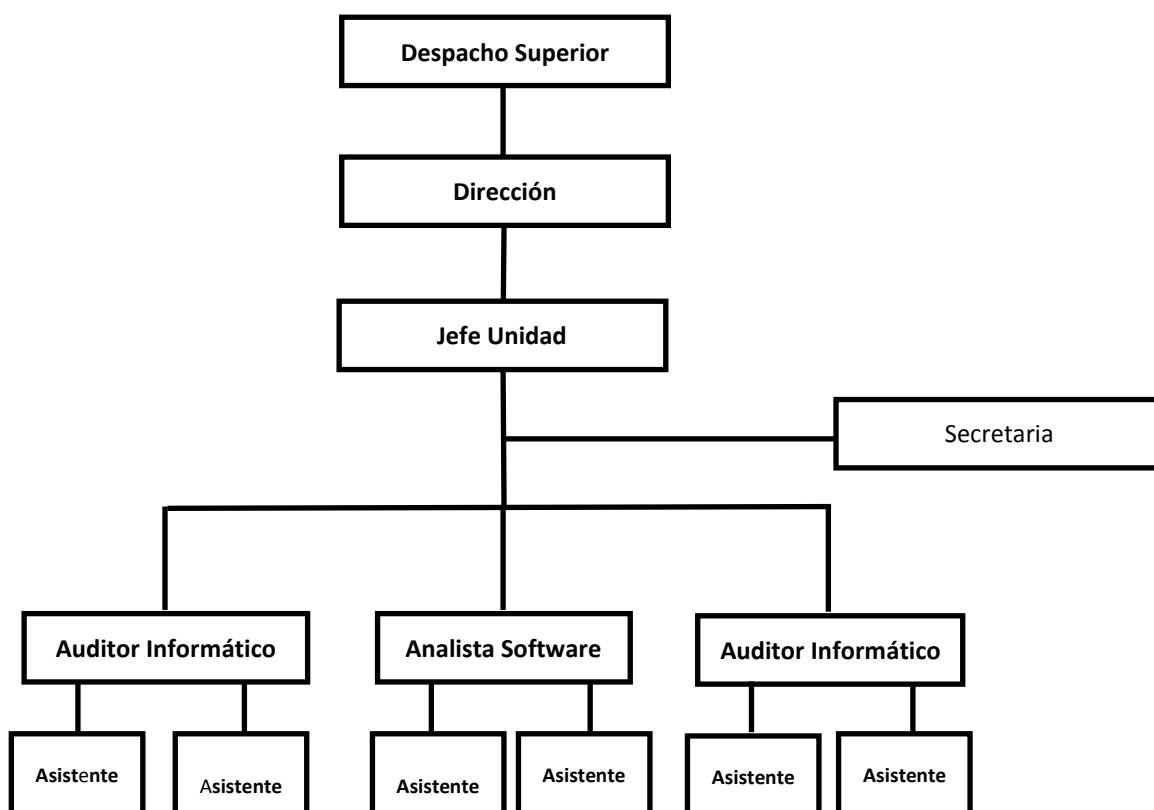 Despacho Superior
Dirección
Jefe Unidad
Secretaria
Auditor Informático
Analista Software
Auditor Informático
Asistente
Asistente
Asistente
Asistente
Asistente
Asistente